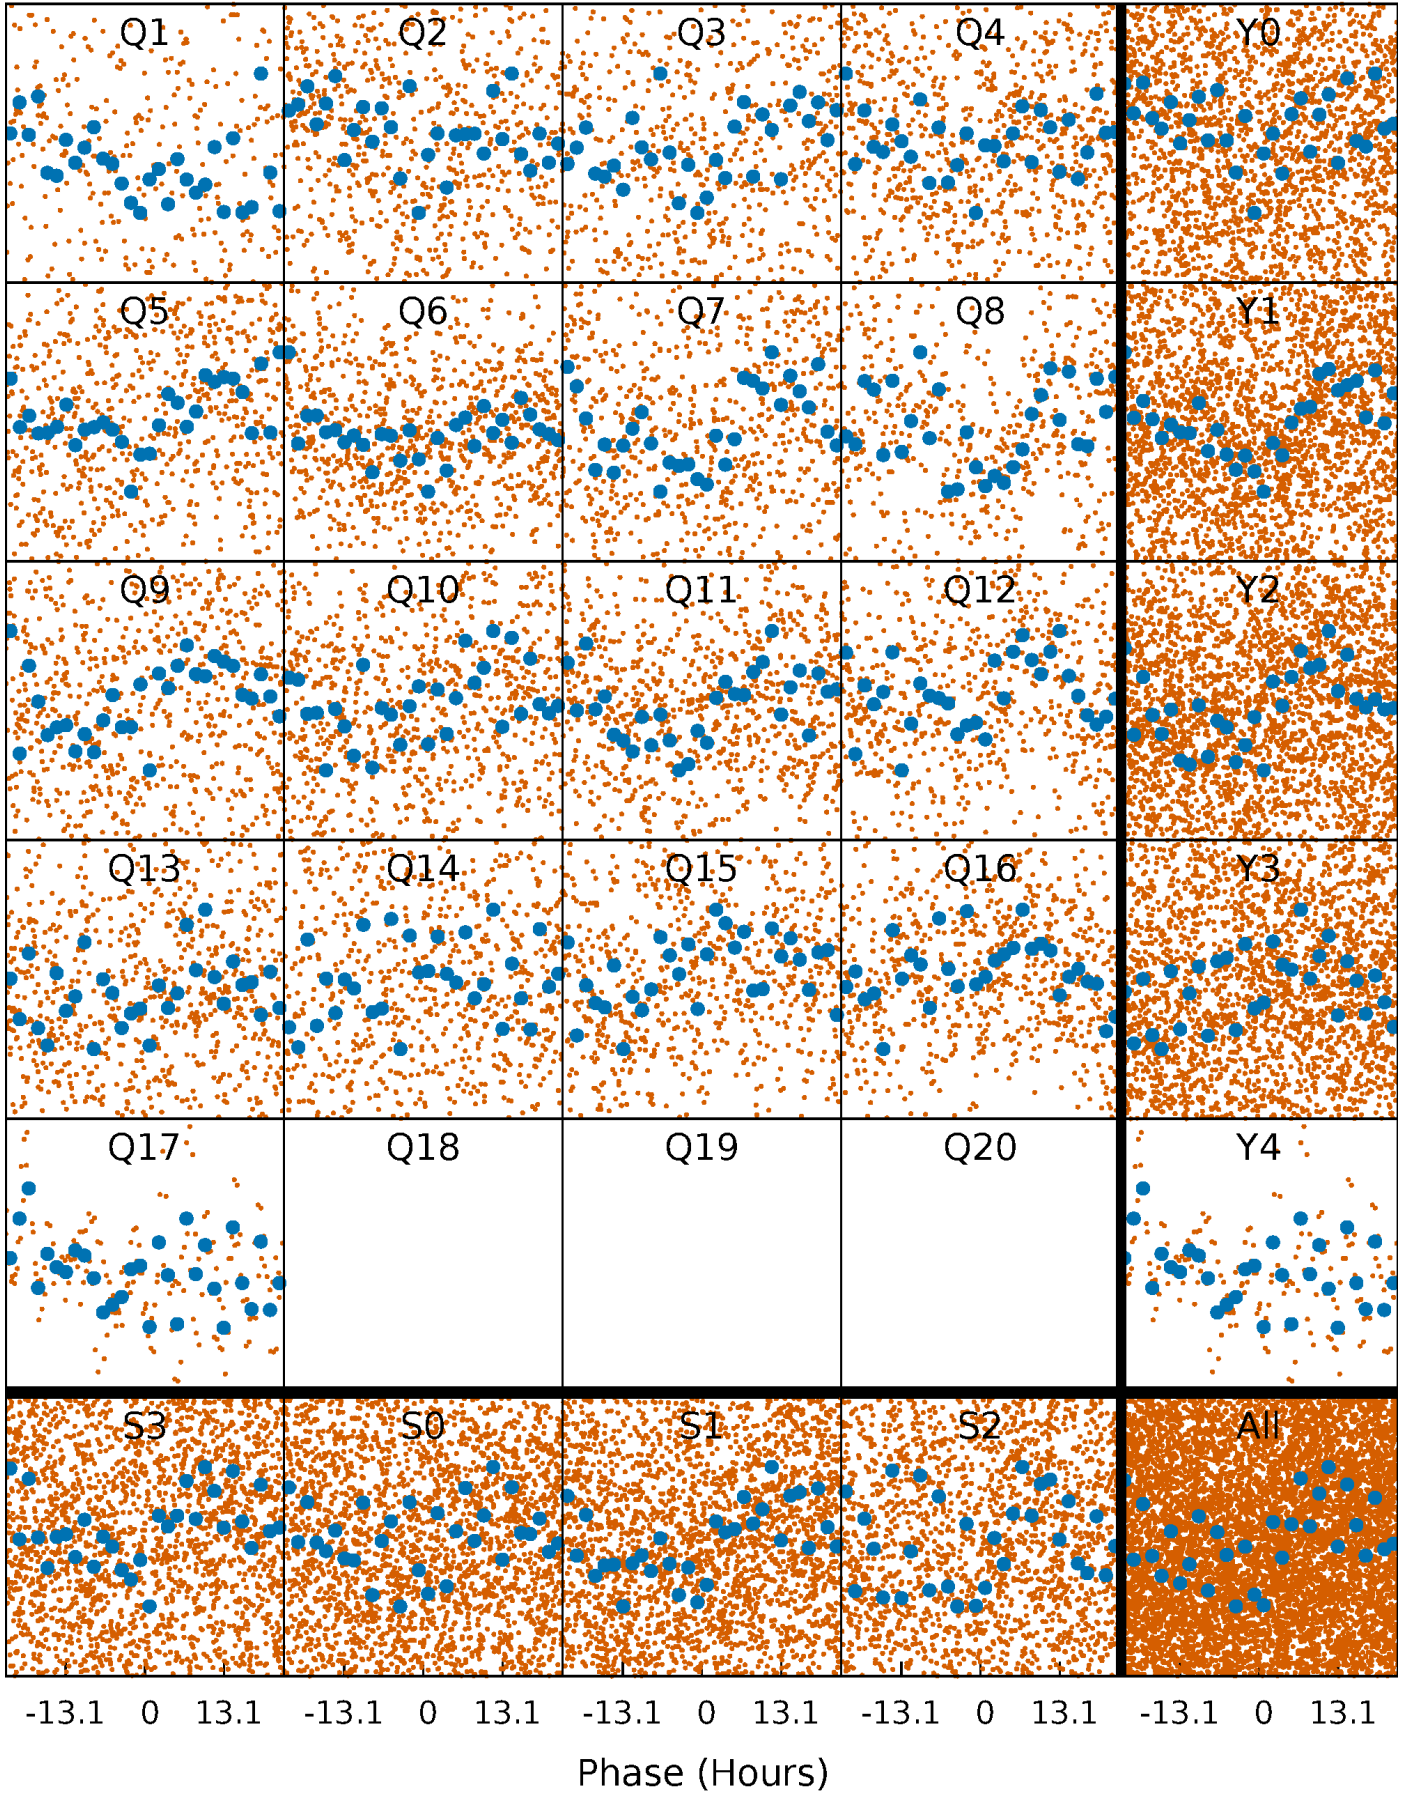 Q1 Q2 Q3 Q4 Y0
Q5 Q6 Q7 Q8 Y1
Q9 Q10 Q11 Q12 Y2
Q13 Q14 Q15 Q16 Y3
Q17 Q18 Q19 Q20 Y4
S3 S0 S1 S2 All
-13.1 0 13.1 -13.1 0 13.1 -13.1 0 13.1 -13.1 0 13.1 -13.1 0 13.1
Phase (Hours)